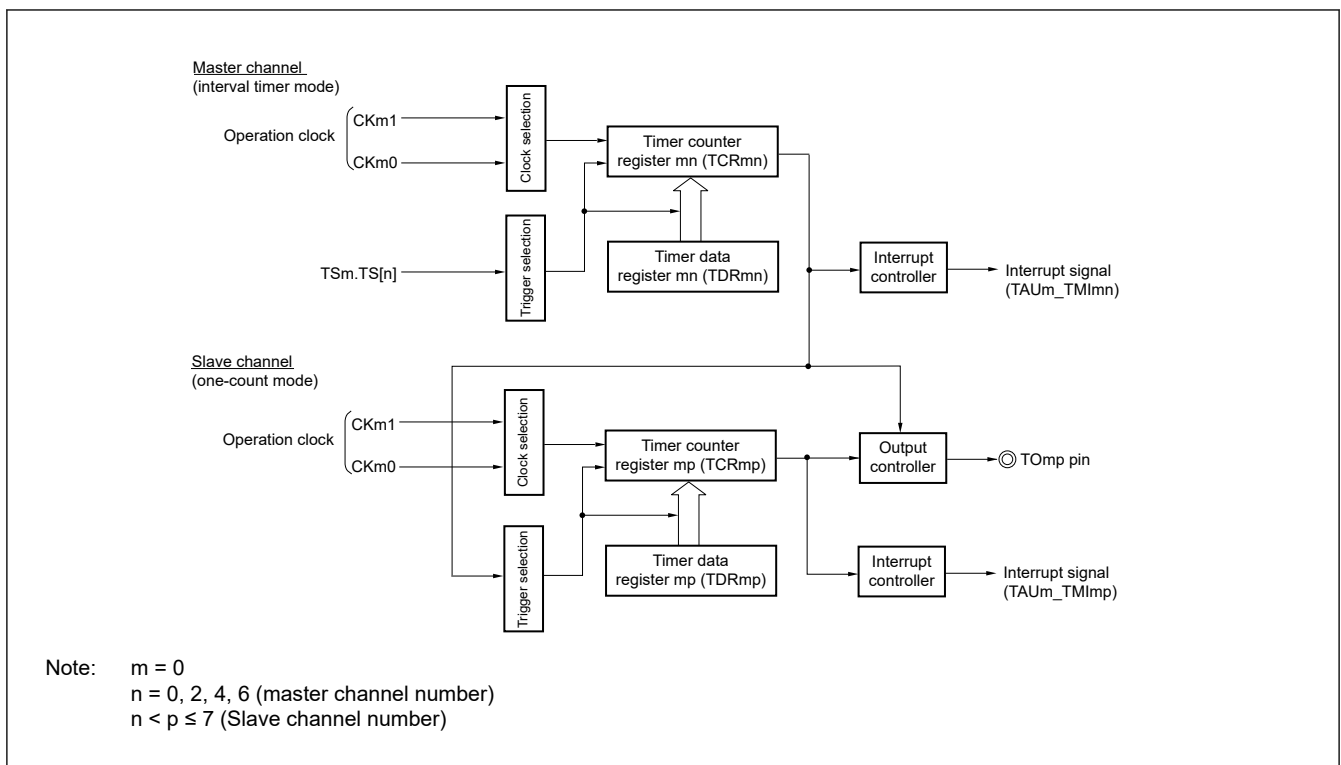 Master channel
(interval timer mode)
Operation clock
CKm1
CKm0
Clock selection
Timer counter
register mn (TCRmn)
TSm.TS[n]
Trigger selection
Timer data
register mn (TDRmn)
Interrupt
controller
Interrupt signal
(TAUm_TMImn)
Slave channel
(one-count mode)
Operation clock
CKm1
CKm0
Clock selection
Timer counter
register mp (TCRmp)
Output
controller
TOmp pin
Trigger selection
Timer data
register mp (TDRmp)
Interrupt
controller
Interrupt signal
(TAUm_TMImp)
Note: m = 0
n = 0, 2, 4, 6 (master channel number)
n < p ≤ 7 (Slave channel number)